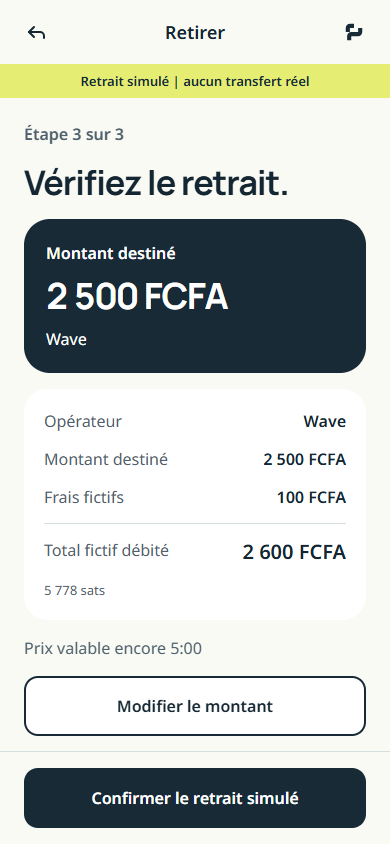 Retirer
Retrait simulé | aucun transfert réel
Étape 3 sur 3
Vérifiez le retrait.
Montant destiné
2 500 FCFA
Wave
Opérateur Wave
Montant destiné 2 500 FCFA
Frais fictifs 100 FCFA
Total fictif débité 2 600 FCFA
5 778 sats
Prix valable encore 5:00
Modifier le montant
Confirmer le retrait simulé